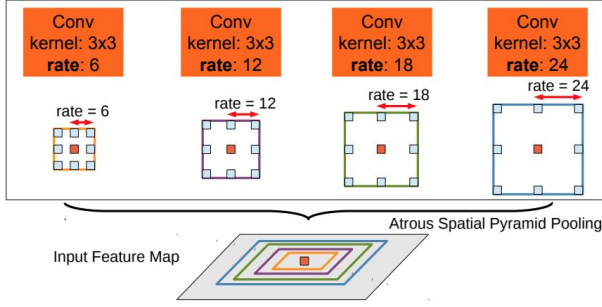 Conv
kernel: 3x3
rate: 6
Conv
kernel: 3x3
rate: 12
Conv
kernel: 3x3
rate: 18
Conv
kernel: 3x3
rate: 24
rate = 6
rate = 12
rate = 18
rate = 24
Atrous Spatial Pyramid Pooling
Input Feature Map